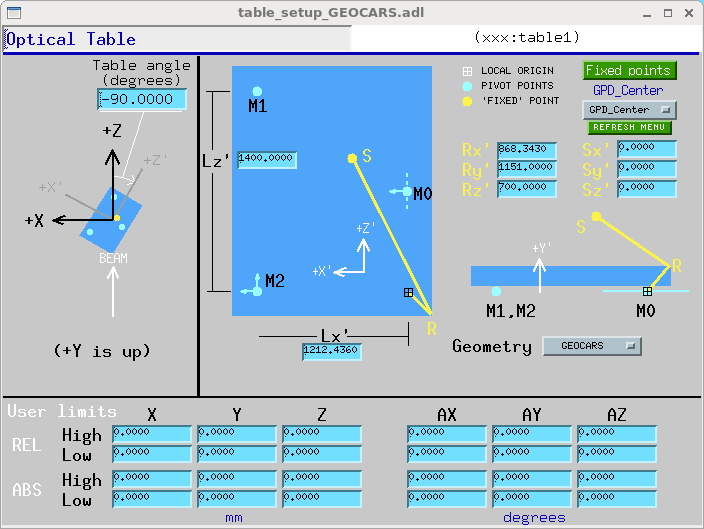 table_setup_GEOCARS.adl
Optical Table
(xxx:table1)
Table angle
(degrees)
-90.0000
+Z
+Z'
+X'
+X
BEAM
(+Y is up)
M1
Lz'
1400.0000
S
M0
+Z'
+X'
M2
R
Lx'
1212.4360
LOCAL ORIGIN
PIVOT POINTS
'FIXED' POINT
Fixed points
GPD_Center
GPD_Center
REFRESH MENU
Rx' 868.3430 Sx' 0.0000
Ry' 1151.0000 Sy' 0.0000
Rz' 700.0000 Sz' 0.0000
S
+Y'
R
M1,M2
M0
Geometry GEOCARS
User limits
X Y Z AX AY AZ
REL
High 0.0000 0.0000 0.0000 0.0000 0.0000 0.0000
Low 0.0000 0.0000 0.0000 0.0000 0.0000 0.0000
ABS
High 0.0000 0.0000 0.0000 0.0000 0.0000 0.0000
Low 0.0000 0.0000 0.0000 0.0000 0.0000 0.0000
mm degrees